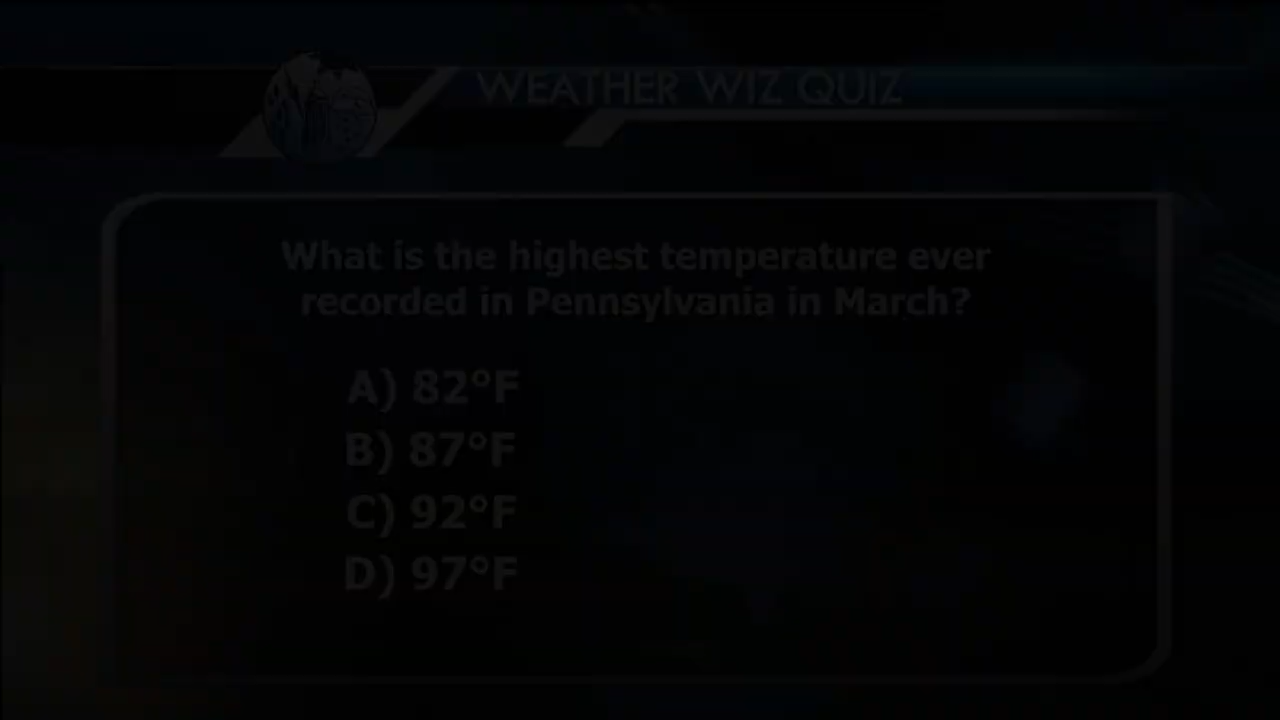 WEATHER WIZ QUIZ
What is the highest temperature ever
recorded in Pennsylvania in March?
A) 82°F
B) 87°F
C) 92°F
D) 97°F